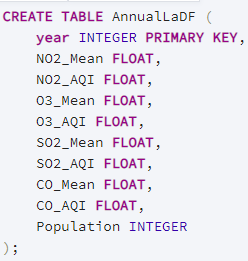 CREATE TABLE AnnualLaDF (
year INTEGER PRIMARY KEY,
NO2_Mean FLOAT,
NO2_AQI FLOAT,
O3_Mean FLOAT,
O3_AQI FLOAT,
SO2_Mean FLOAT,
SO2_AQI FLOAT,
CO_Mean FLOAT,
CO_AQI FLOAT,
Population INTEGER
);